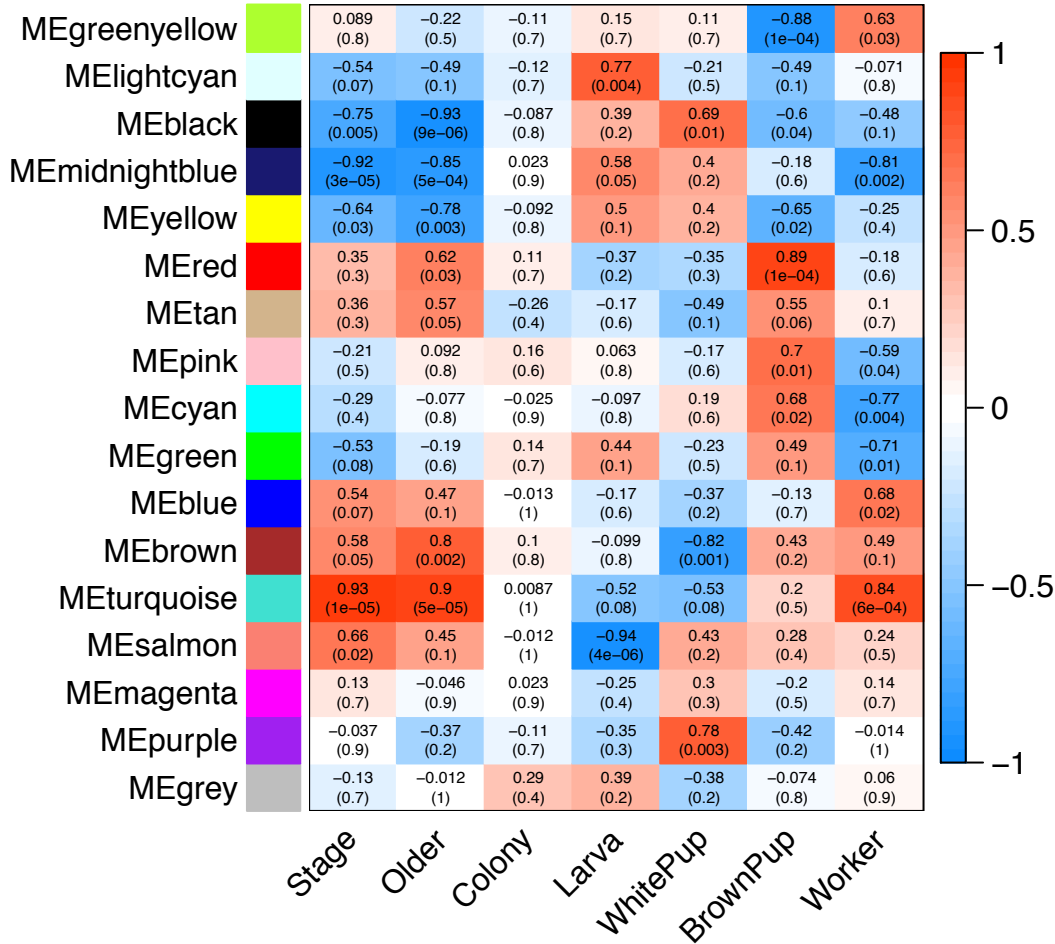 MEgreenyellow 0.089 −0.22 −0.11 0.15 0.11 −0.88 0.63
(0.8) (0.5) (0.7) (0.7) (0.7) (1e−04) (0.03)
MElightcyan −0.54 −0.49 −0.12 0.77 −0.21 −0.49 −0.071
(0.07) (0.1) (0.7) (0.004) (0.5) (0.1) (0.8)
MEblack −0.75 −0.93 −0.087 0.39 0.69 −0.6 −0.48
(0.005) (9e−06) (0.8) (0.2) (0.01) (0.04) (0.1)
MEmidnightblue −0.92 −0.85 0.023 0.58 0.4 −0.18 −0.81
(3e−05) (5e−04) (0.9) (0.05) (0.2) (0.6) (0.002)
MEyellow −0.64 −0.78 −0.092 0.5 0.4 −0.65 −0.25
(0.03) (0.003) (0.8) (0.1) (0.2) (0.02) (0.4)
MEred 0.35 0.62 0.11 −0.37 −0.35 0.89 −0.18
(0.3) (0.03) (0.7) (0.2) (0.3) (1e−04) (0.6)
MEtan 0.36 0.57 −0.26 −0.17 −0.49 0.55 0.1
(0.3) (0.05) (0.4) (0.6) (0.1) (0.06) (0.7)
MEpink −0.21 0.092 0.16 0.063 −0.17 0.7 −0.59
(0.5) (0.8) (0.6) (0.8) (0.6) (0.01) (0.04)
MEcyan −0.29 −0.077 −0.025 −0.097 0.19 0.68 −0.77
(0.4) (0.8) (0.9) (0.8) (0.6) (0.02) (0.004)
MEgreen −0.53 −0.19 0.14 0.44 −0.23 0.49 −0.71
(0.08) (0.6) (0.7) (0.1) (0.5) (0.1) (0.01)
MEblue 0.54 0.47 −0.013 −0.17 −0.37 −0.13 0.68
(0.07) (0.1) (1) (0.6) (0.2) (0.7) (0.02)
MEbrown 0.58 0.8 0.1 −0.099 −0.82 0.43 0.49
(0.05) (0.002) (0.8) (0.8) (0.001) (0.2) (0.1)
MEturquoise 0.93 0.9 0.0087 −0.52 −0.53 0.2 0.84
(1e−05) (5e−05) (1) (0.08) (0.08) (0.5) (6e−04)
MEsalmon 0.66 0.45 −0.012 −0.94 0.43 0.28 0.24
(0.02) (0.1) (1) (4e−06) (0.2) (0.4) (0.5)
MEmagenta 0.13 −0.046 0.023 −0.25 0.3 −0.2 0.14
(0.7) (0.9) (0.9) (0.4) (0.3) (0.5) (0.7)
MEpurple −0.037 −0.37 −0.11 −0.35 0.78 −0.42 −0.014
(0.9) (0.2) (0.7) (0.3) (0.003) (0.2) (1)
MEgrey −0.13 −0.012 0.29 0.39 −0.38 −0.074 0.06
(0.7) (1) (0.4) (0.2) (0.2) (0.8) (0.9)
Stage Older Colony Larva WhitePup BrownPup Worker
1
0.5
0
−0.5
−1